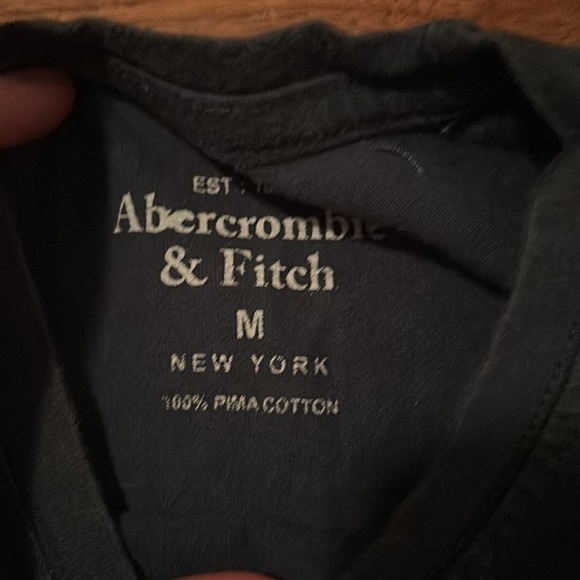 EST
Abercrombie
& Fitch
M
NEW YORK
100% PIMA COTTON